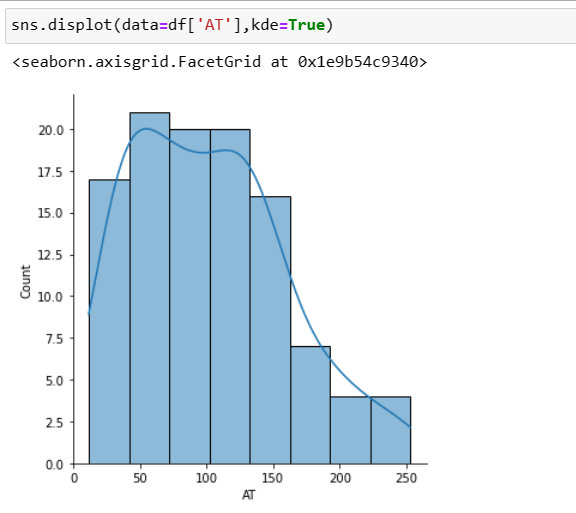 sns.displot(data=df['AT'],kde=True)
<seaborn.axisgrid.FacetGrid at 0x1e9b54c9340>
20.0
17.5
15.0
12.5
10.0
7.5
5.0
2.5
0.0
Count
0 50 100 150 200 250
AT